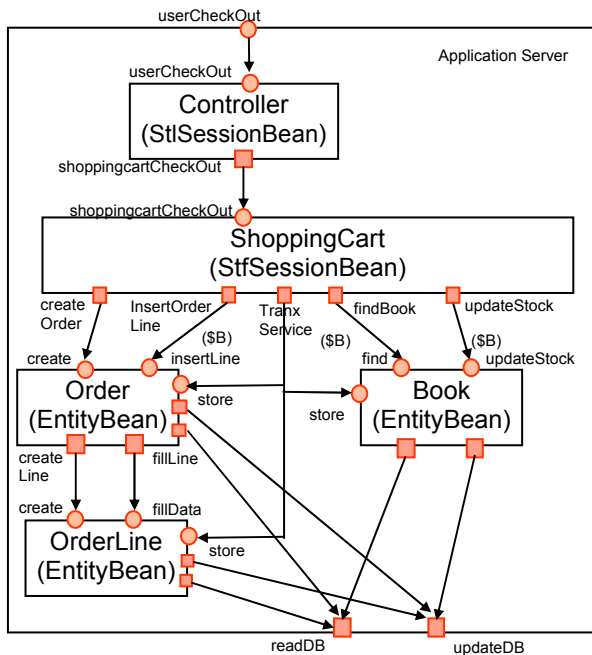 userCheckOut
Application Server
userCheckOut
Controller
(StlSessionBean)
shoppingcartCheckOut
shoppingcartCheckOut
ShoppingCart
(StfSessionBean)
create
Order
InsertOrder
Line
Tranx
Service
findBook
updateStock
($B)
($B)
($B)
create
insertLine
find
updateStock
Order
(EntityBean)
store
store
Book
(EntityBean)
create
Line
fillLine
create
fillData
OrderLine
(EntityBean)
store
readDB
updateDB